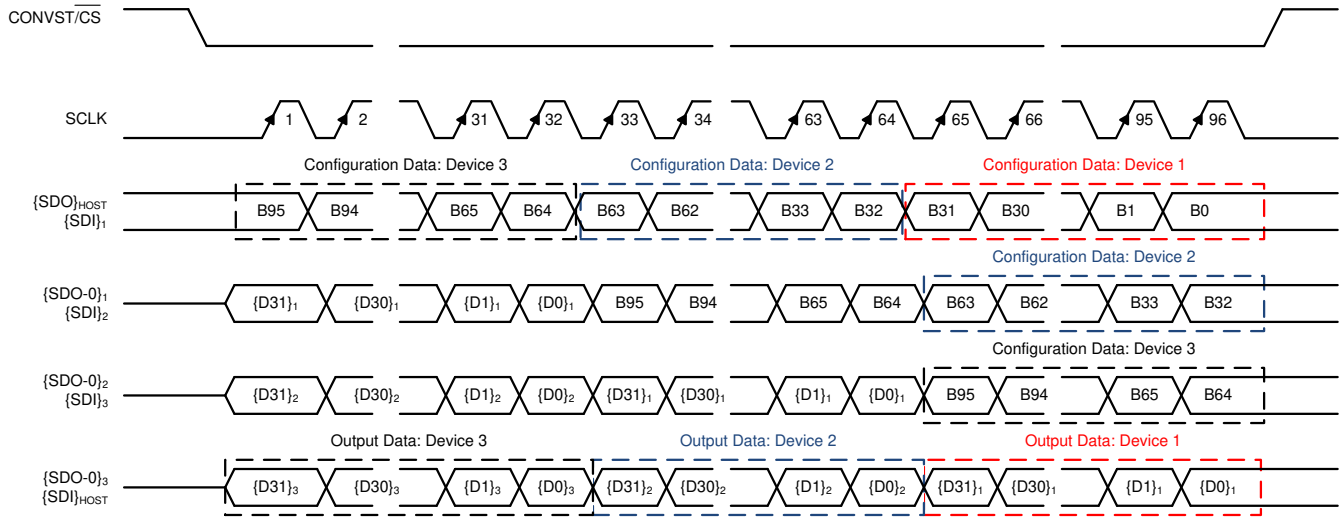 CONVST/CS
SCLK
1 2 31 32 33 34 63 64 65 66 95 96
Configuration Data: Device 3 Configuration Data: Device 2 Configuration Data: Device 1
{SDO}HOST
{SDI}1
B95 B94 B65 B64 B63 B62 B33 B32 B31 B30 B1 B0
Configuration Data: Device 2
{SDO-0}1
{SDI}2
{D31}1 {D30}1 {D1}1 {D0}1 B95 B94 B65 B64 B63 B62 B33 B32
Configuration Data: Device 3
{SDO-0}2
{SDI}3
{D31}2 {D30}2 {D1}2 {D0}2 {D31}1 {D30}1 {D1}1 {D0}1 B95 B94 B65 B64
Output Data: Device 3 Output Data: Device 2 Output Data: Device 1
{SDO-0}3
{SDI}HOST
{D31}3 {D30}3 {D1}3 {D0}3 {D31}2 {D30}2 {D1}2 {D0}2 {D31}1 {D30}1 {D1}1 {D0}1